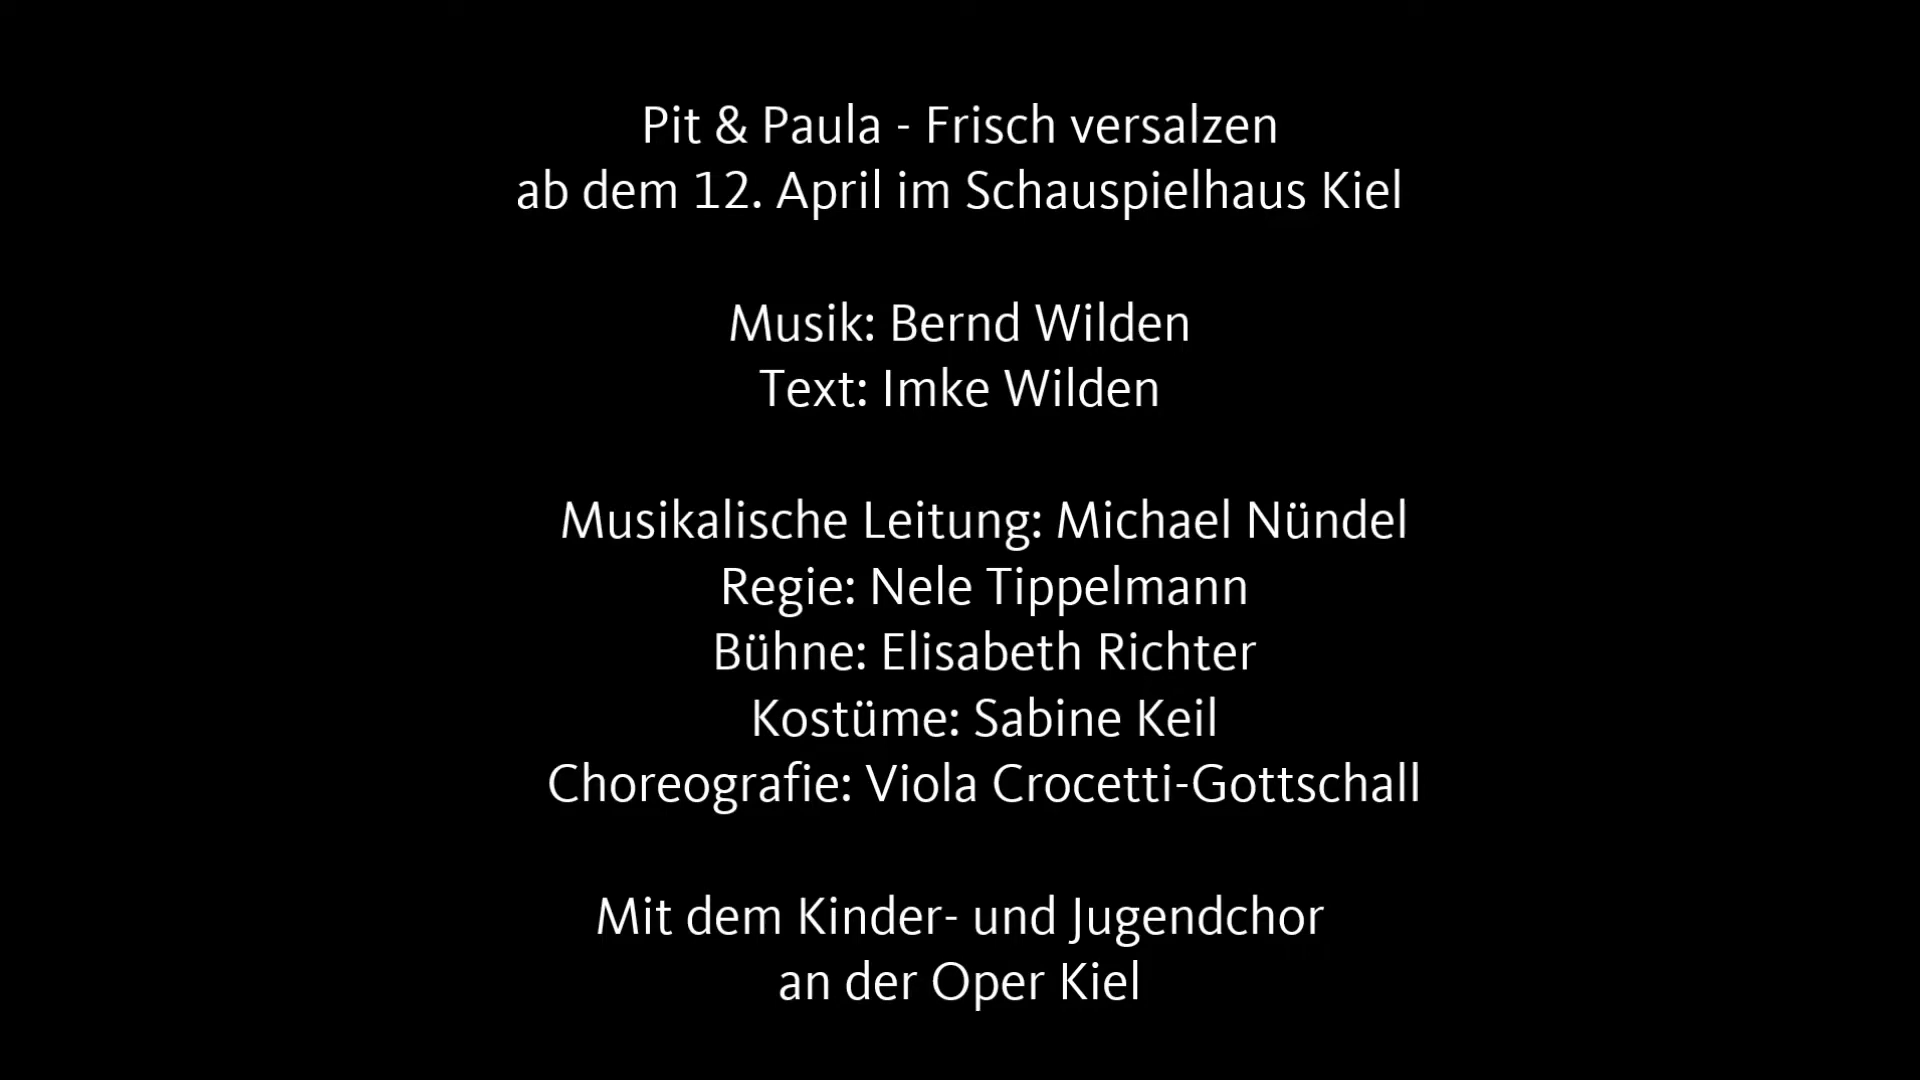 Pit & Paula - Frisch versalzen
ab dem 12. April im Schauspielhaus Kiel
Musik: Bernd Wilden
Text: Imke Wilden
Musikalische Leitung: Michael Nündel
Regie: Nele Tippelmann
Bühne: Elisabeth Richter
Kostüme: Sabine Keil
Choreografie: Viola Crocetti-Gottschall
Mit dem Kinder- und Jugendchor
an der Oper Kiel